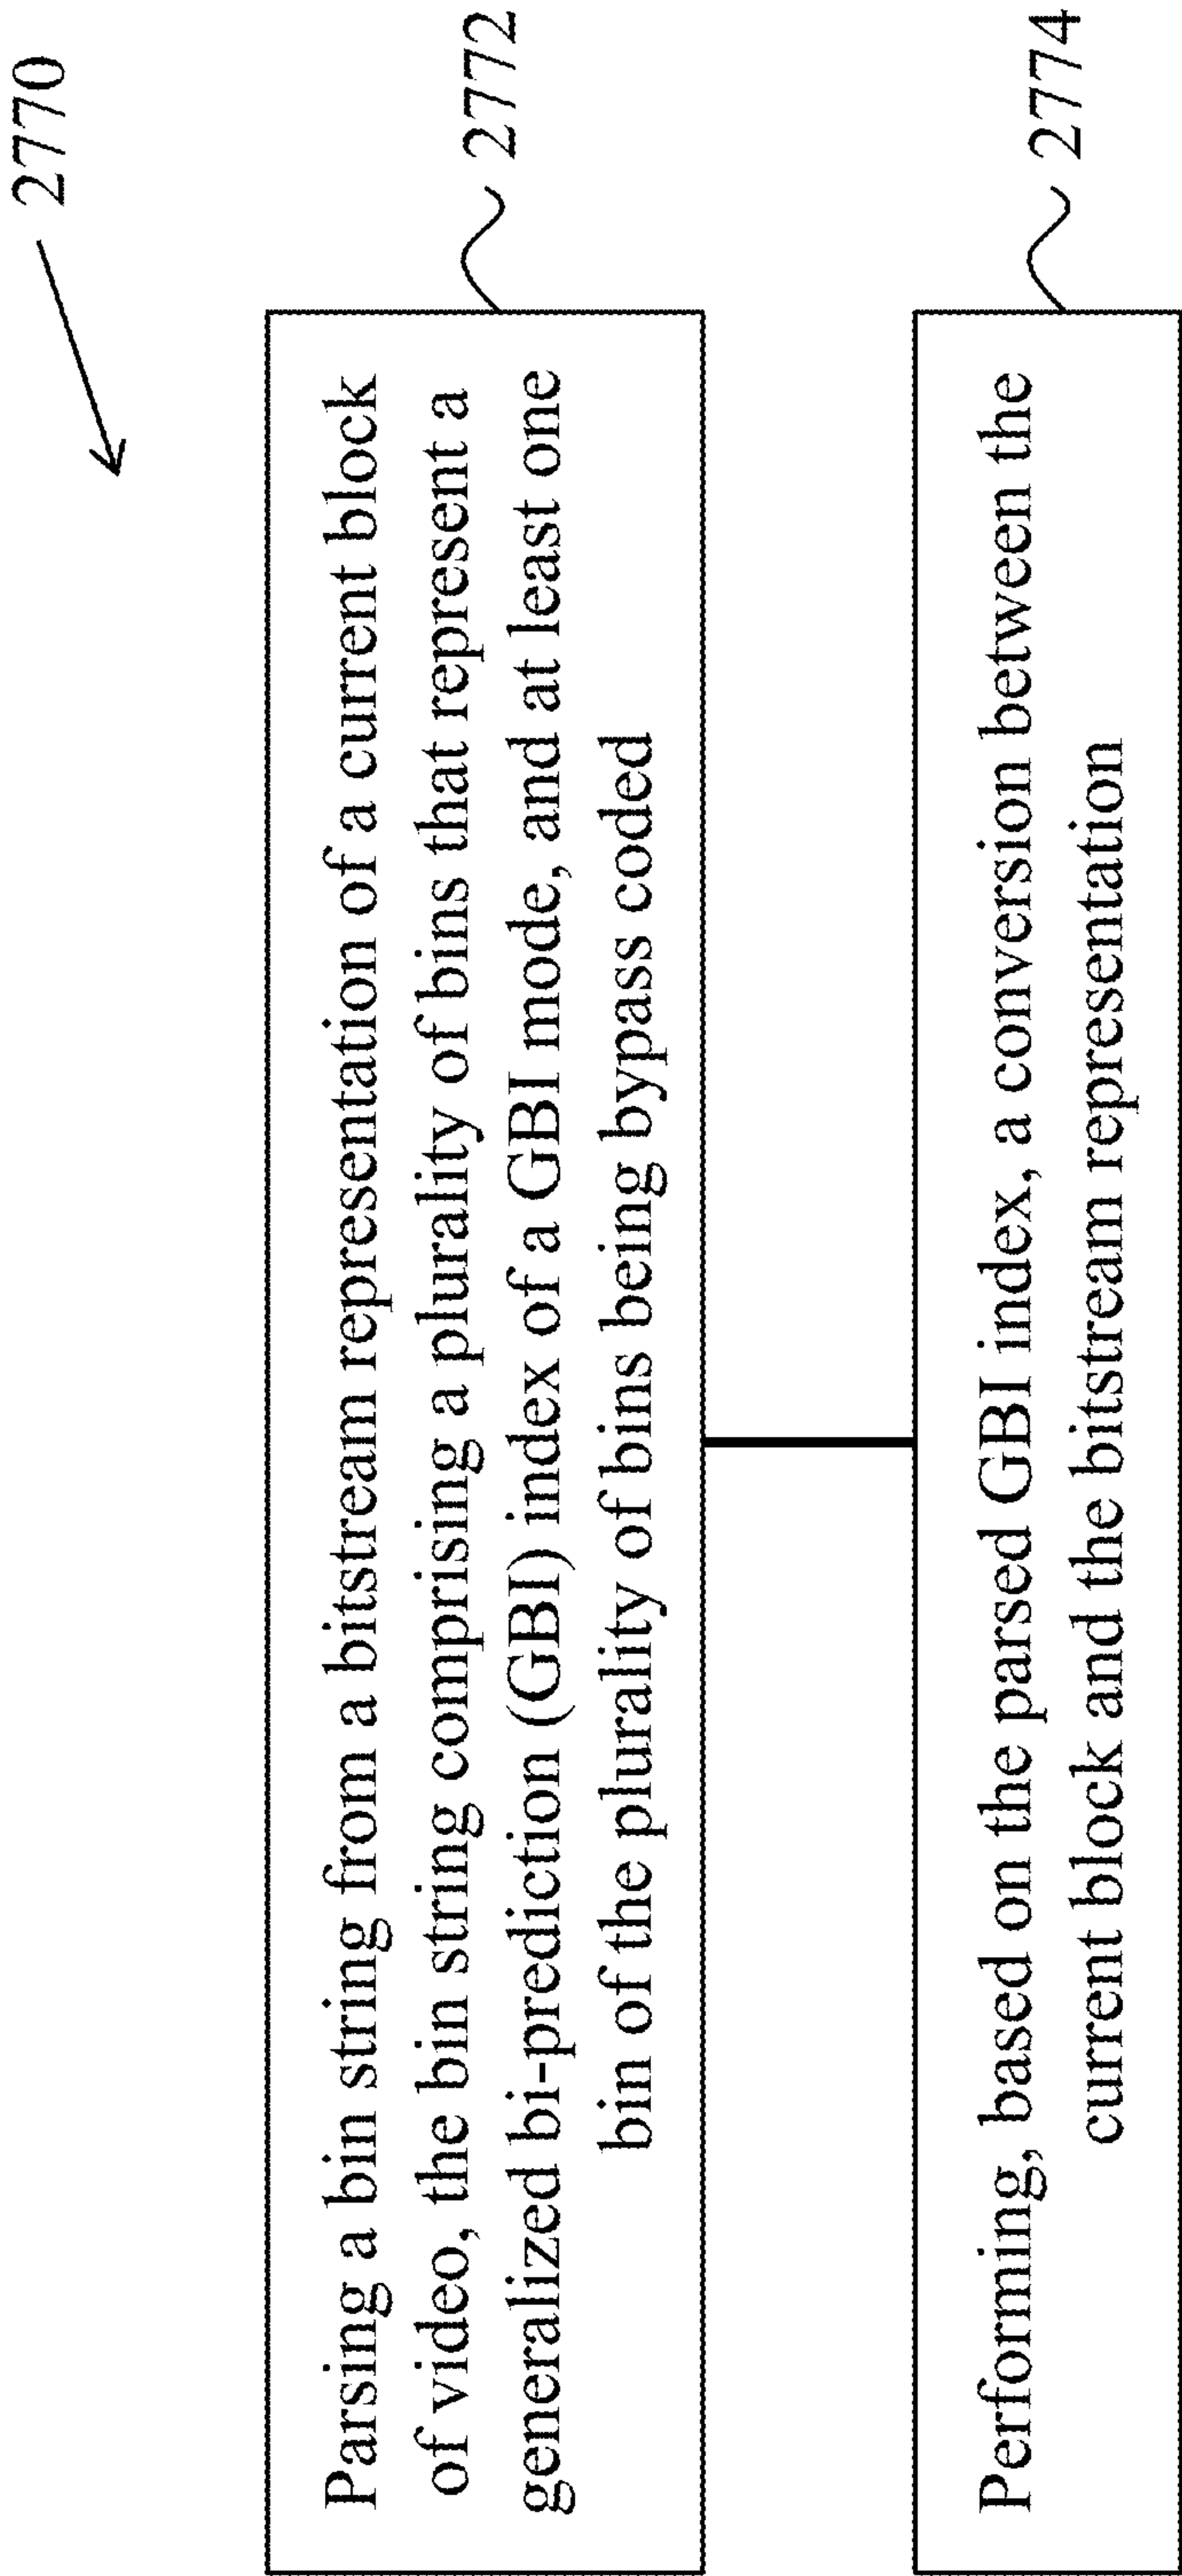 2770
Parsing a bin string from a bitstream representation of a current block
of video, the bin string comprising a plurality of bins that represent a
generalized bi-prediction (GBI) index of a GBI mode, and at least one
bin of the plurality of bins being bypass coded
2772
Performing, based on the parsed GBI index, a conversion between the
current block and the bitstream representation
2774